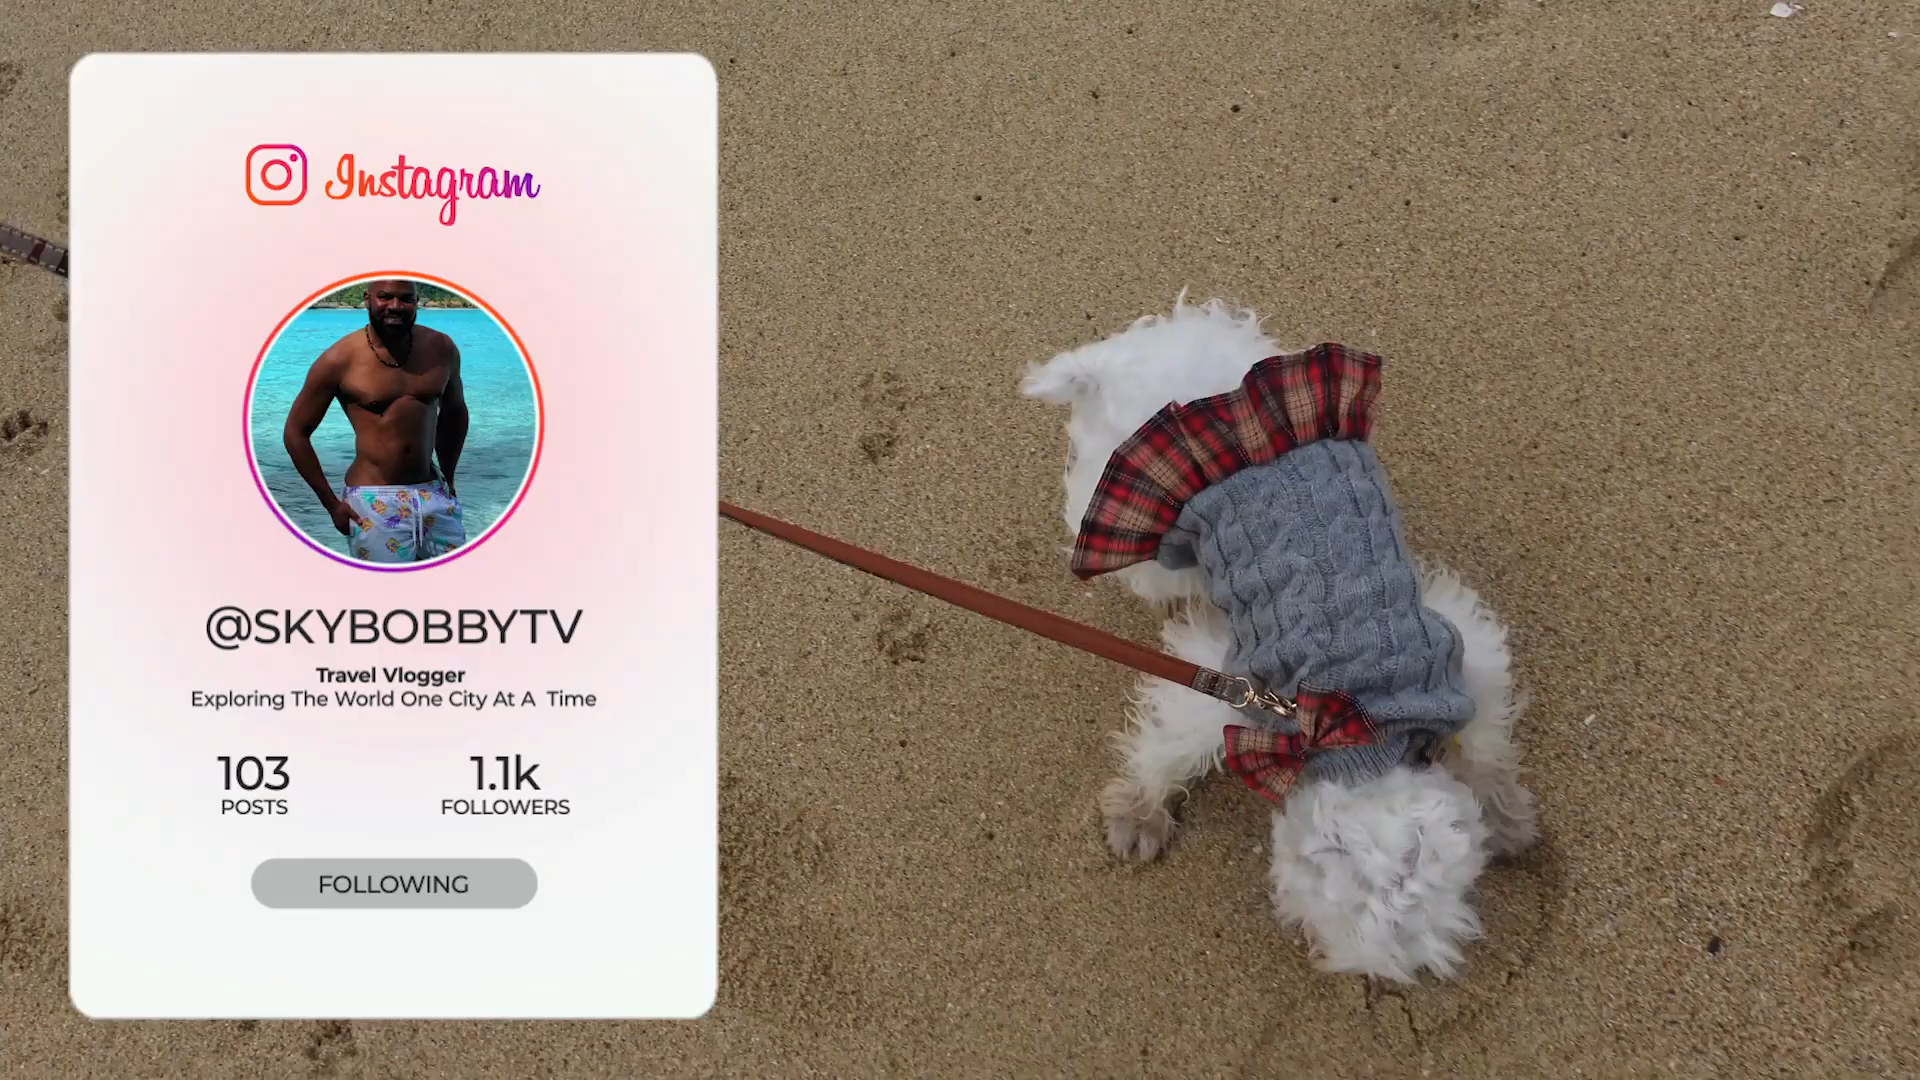 Instagram
@SKYBOBBYTV
Travel Vlogger
Exploring The World One City At A Time
103
POSTS
1.1k
FOLLOWERS
FOLLOWING